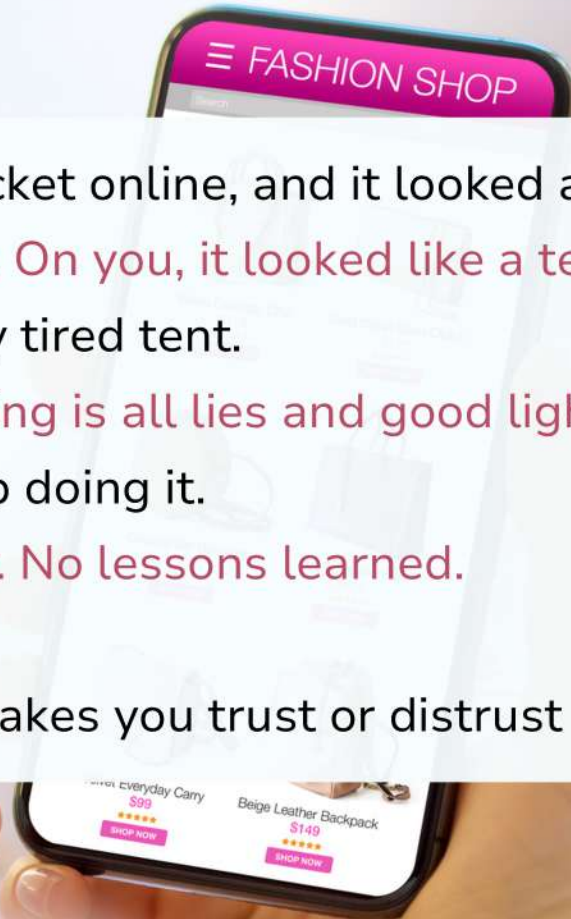 FASHION SHOP
Search
cket online, and it looked a
On you, it looked like a te
tired tent.
ng is all lies and good ligh
doing it.
No lessons learned.
akes you trust or distrust
Everyday Carry
$99
SHOP NOW
Beige Leather Backpack
$149
SHOP NOW